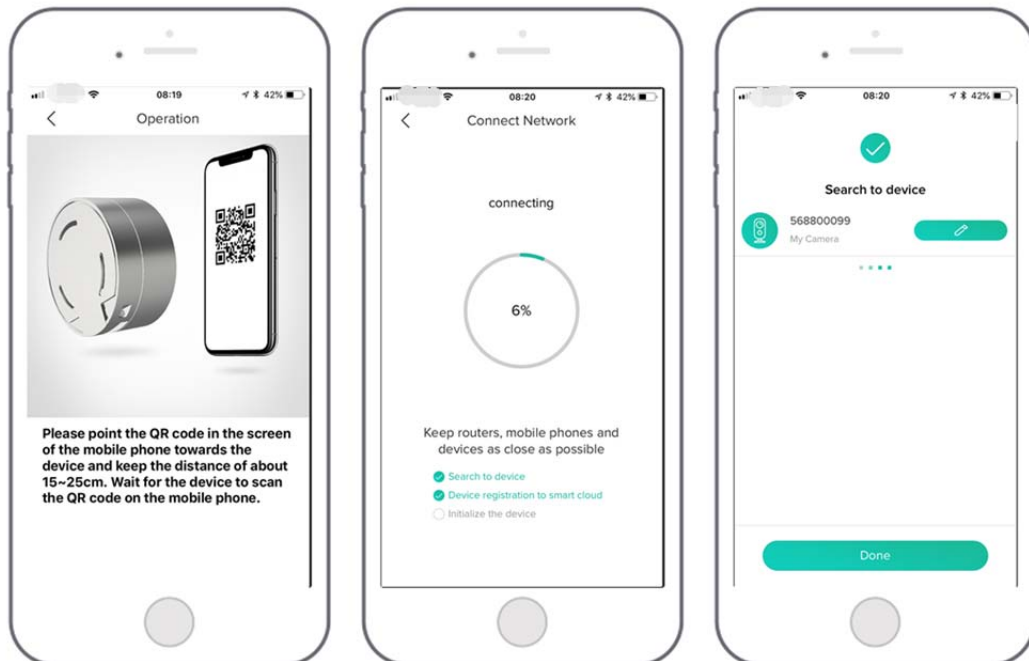 08:19
42%
Operation
Please point the QR code in the screen
of the mobile phone towards the
device and keep the distance of about
15~25cm. Wait for the device to scan
the QR code on the mobile phone.
08:20
42%
Connect Network
connecting
6%
Keep routers, mobile phones and
devices as close as possible
Search to device
Device registration to smart cloud
Initialize the device
08:20
42%
Search to device
568800099
My Camera
Done